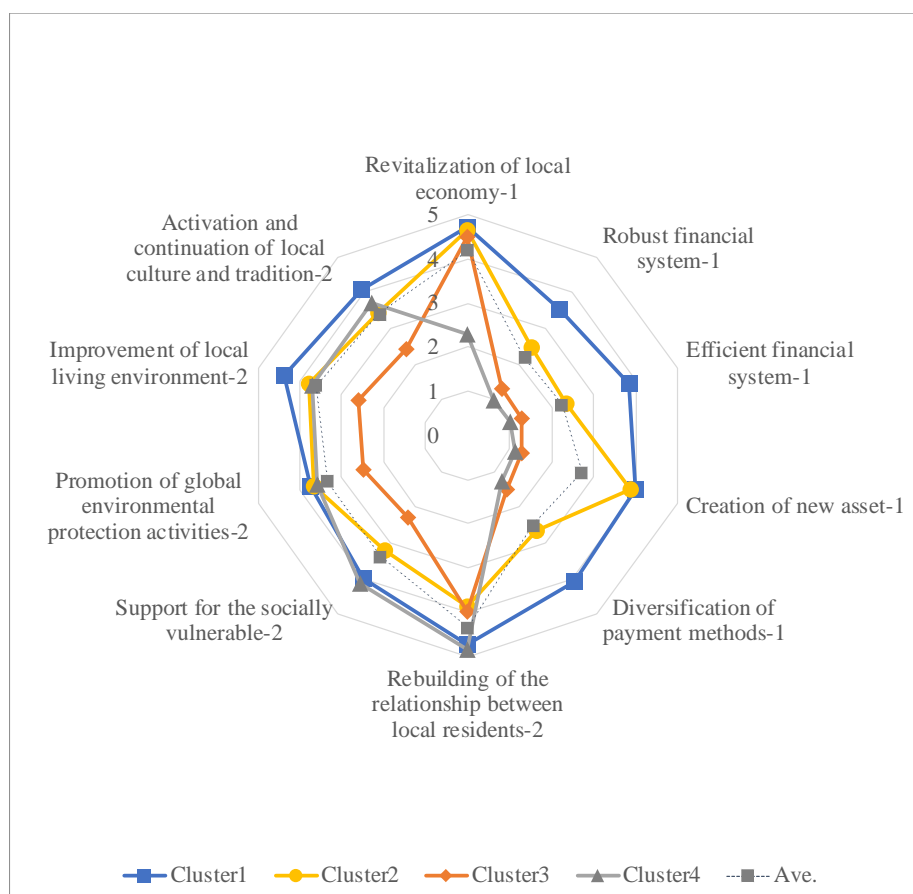 Revitalization of local
economy-1
Robust financial
system-1
Efficient financial
system-1
Creation of new asset-1
Diversification of
payment methods-1
Rebuilding of the
relationship between
local residents-2
Support for the socially
vulnerable-2
Promotion of global
environmental
protection activities-2
Improvement of local
living environment-2
Activation and
continuation of local
culture and tradition-2
5
4
3
2
1
0
Cluster1 Cluster2 Cluster3 Cluster4 Ave.